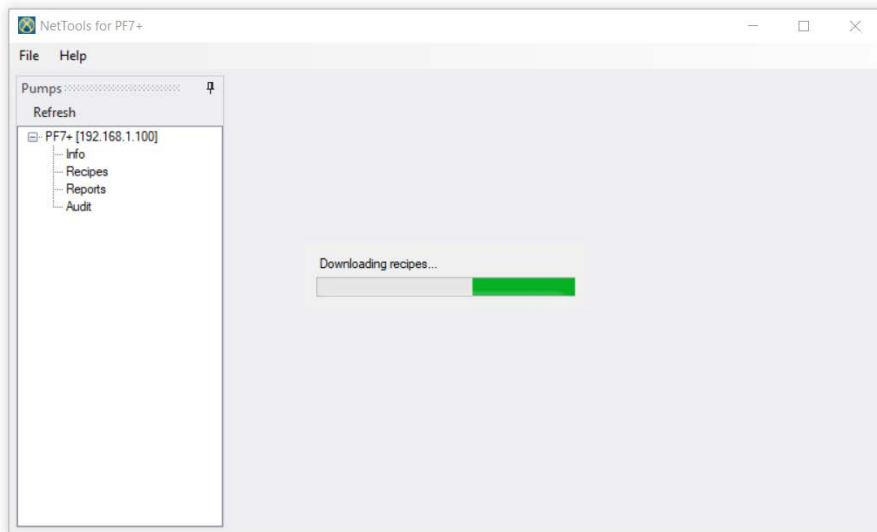 NetTools for PF7+
File Help
Pumps
Refresh
PF7+ [192.168.1.100]
Info
Recipes
Reports
Audit
Downloading recipes...